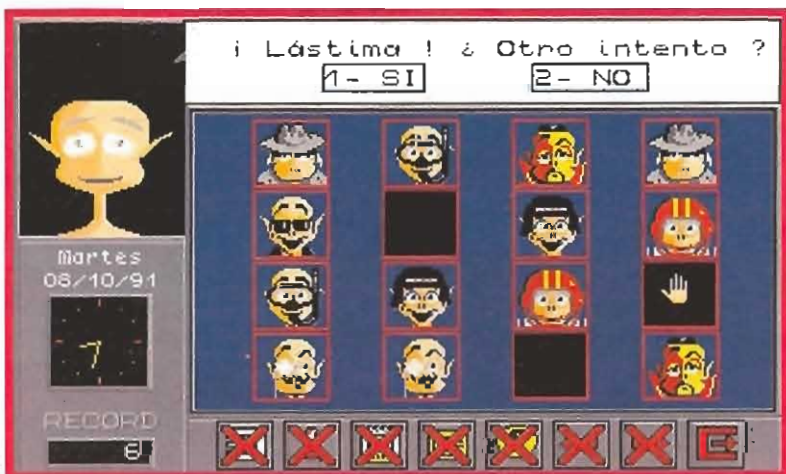 ¡ Lástima ! ¿ Otro intento ?
1- SI 2- NO
Martes
08/10/91
RECORD
6